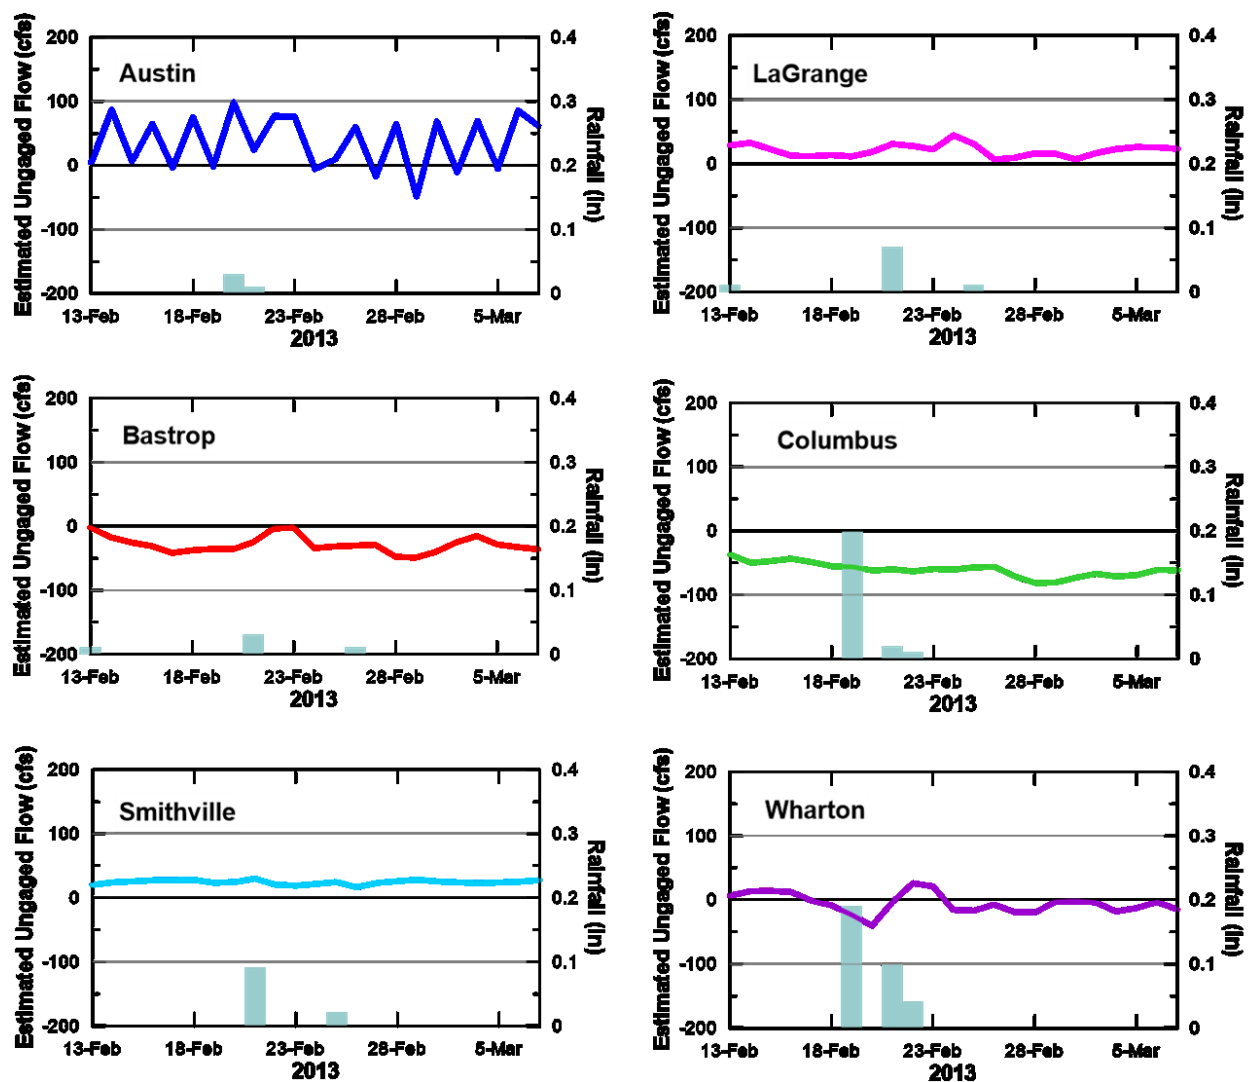 Austin
Estimated Ungaged Flow (cfs)
200
100
0
-100
-200
0.4
0.3
0.2
0.1
0
Rainfall (in)
13-Feb 18-Feb 23-Feb 28-Feb 5-Mar
2013
LaGrange
Estimated Ungaged Flow (cfs)
200
100
0
-100
-200
0.4
0.3
0.2
0.1
0
Rainfall (in)
13-Feb 18-Feb 23-Feb 28-Feb 5-Mar
2013
Bastrop
Estimated Ungaged Flow (cfs)
200
100
0
-100
-200
0.4
0.3
0.2
0.1
0
Rainfall (in)
13-Feb 18-Feb 23-Feb 28-Feb 5-Mar
2013
Columbus
Estimated Ungaged Flow (cfs)
200
100
0
-100
-200
0.4
0.3
0.2
0.1
0
Rainfall (in)
13-Feb 18-Feb 23-Feb 28-Feb 5-Mar
2013
Smithville
Estimated Ungaged Flow (cfs)
200
100
0
-100
-200
0.4
0.3
0.2
0.1
0
Rainfall (in)
13-Feb 18-Feb 23-Feb 28-Feb 5-Mar
2013
Wharton
Estimated Ungaged Flow (cfs)
200
100
0
-100
-200
0.4
0.3
0.2
0.1
0
Rainfall (in)
13-Feb 18-Feb 23-Feb 28-Feb 5-Mar
2013